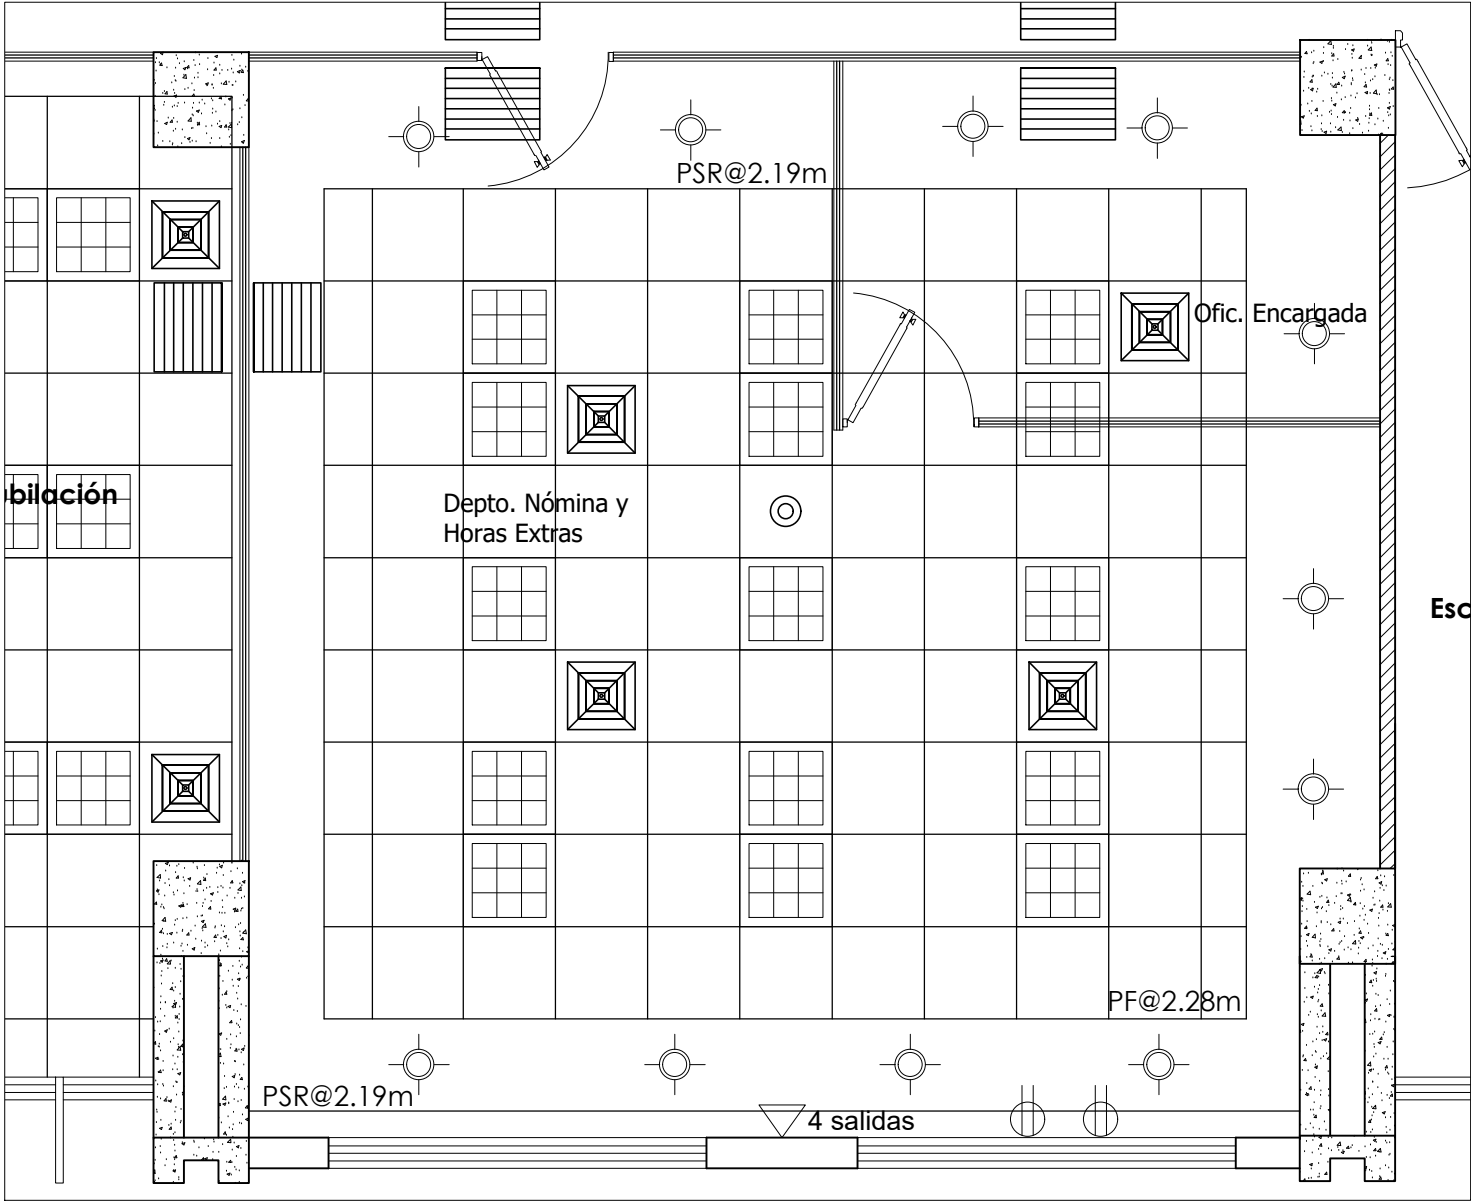 PSR@2.19m
Ofic. Encargada
bilación
Depto. Nómina y
Horas Extras
Esc
PF@2.28m
PSR@2.19m
4 salidas